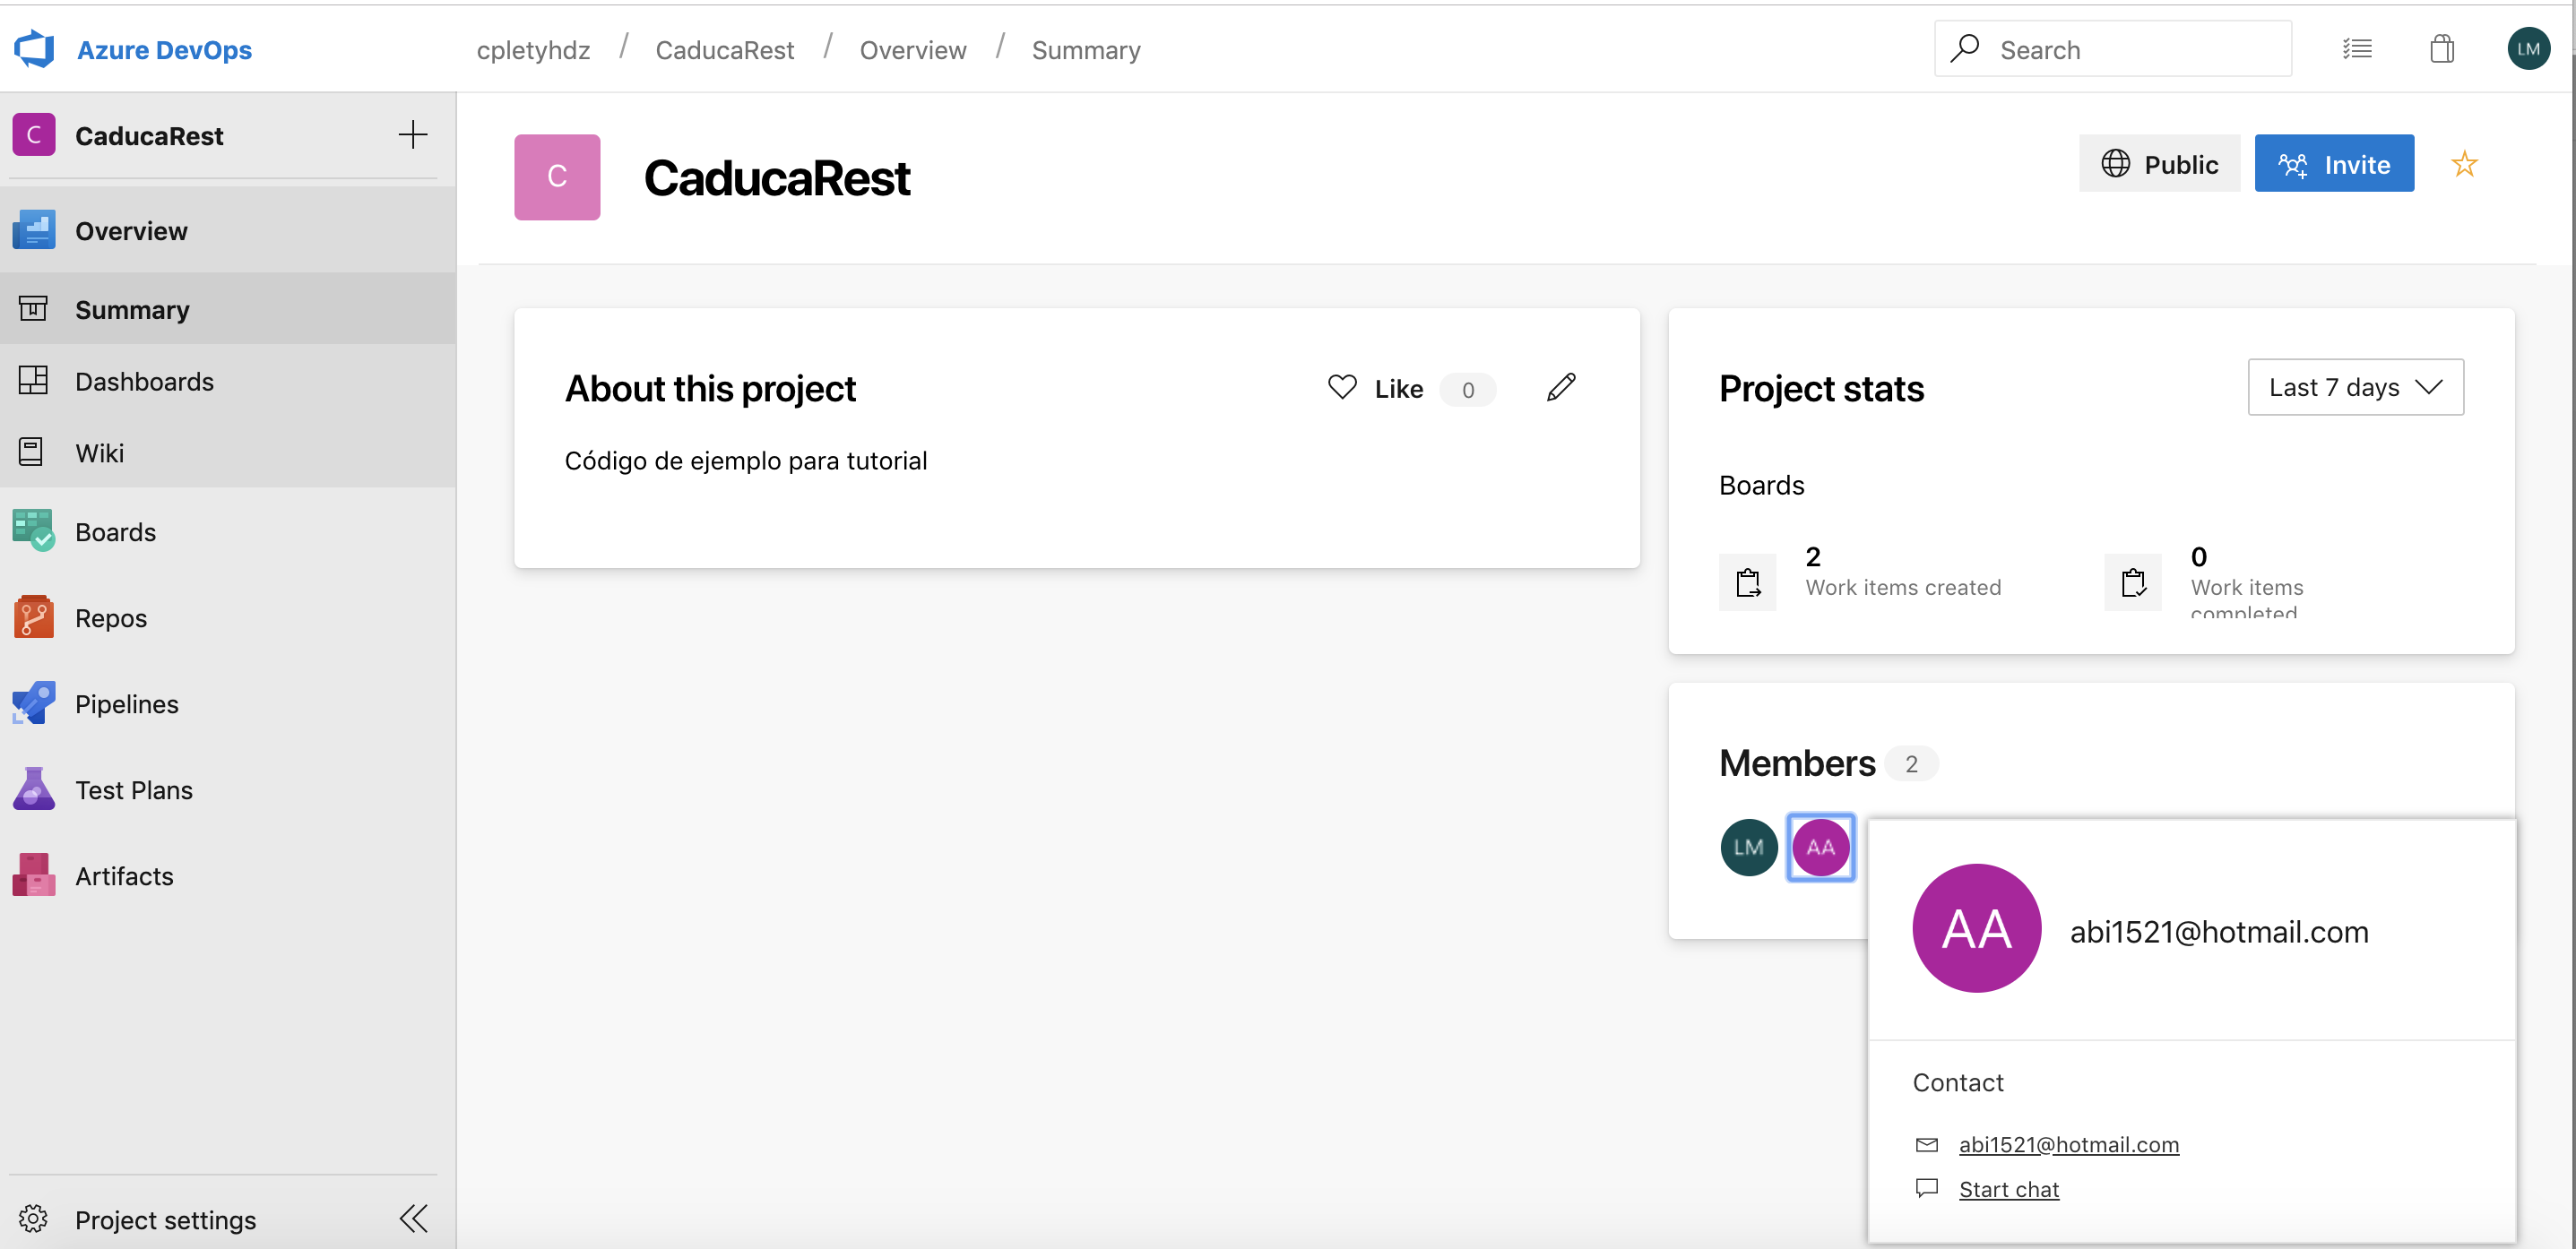 Azure DevOps
cpletyhdz / CaducaRest / Overview / Summary
Search
LM
C CaducaRest
Overview
Summary
Dashboards
Wiki
Boards
Repos
Pipelines
Test Plans
Artifacts
Project settings
C CaducaRest
Public
Invite
About this project
Like 0
Código de ejemplo para tutorial
Project stats
Last 7 days
Boards
2
Work items created
0
Work items
completed
Members 2
LM AA
AA abi1521@hotmail.com
Contact
abi1521@hotmail.com
Start chat